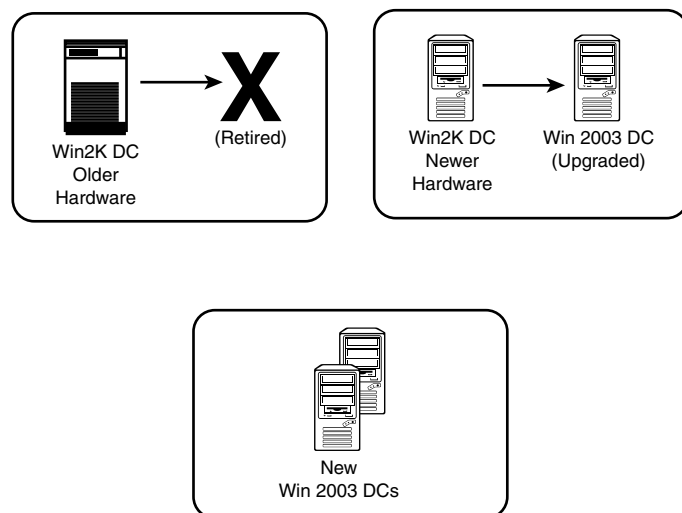 Win2K DC
Older
Hardware
X
(Retired)
Win2K DC
Newer
Hardware
Win 2003 DC
(Upgraded)
New
Win 2003 DCs